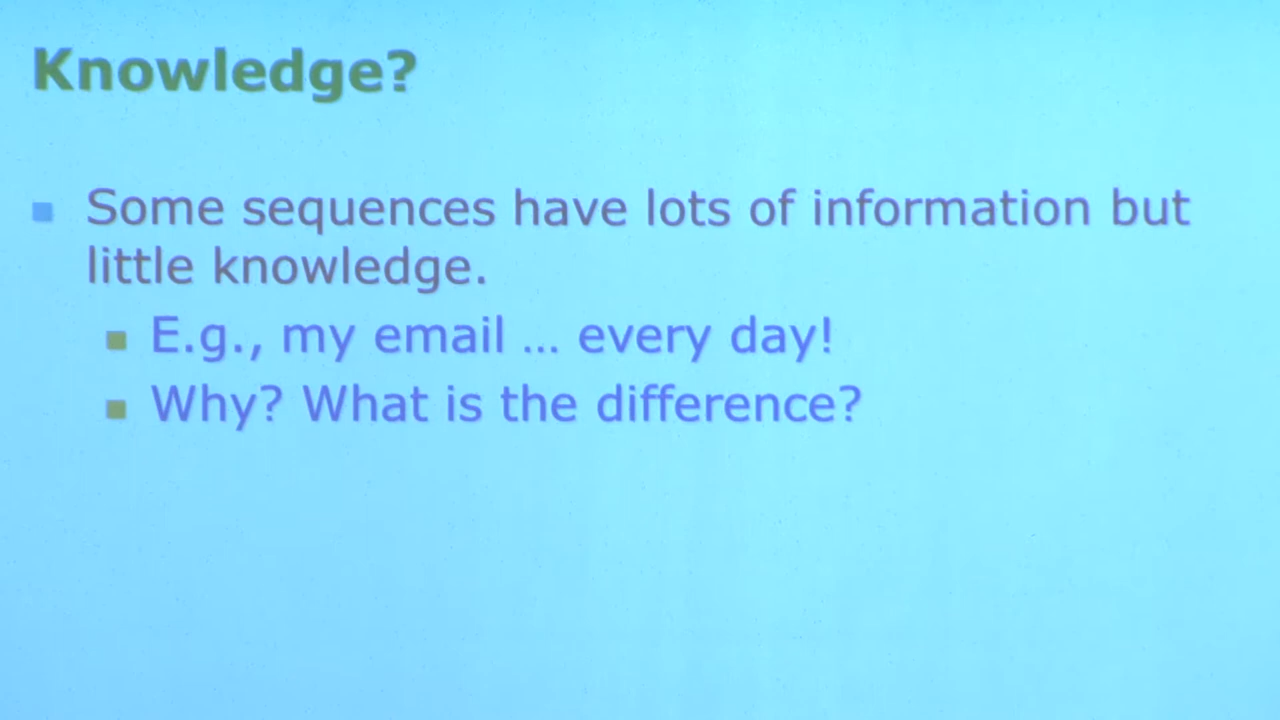 Knowledge?
Some sequences have lots of information but
little knowledge.
E.g., my email ... every day!
Why? What is the difference?